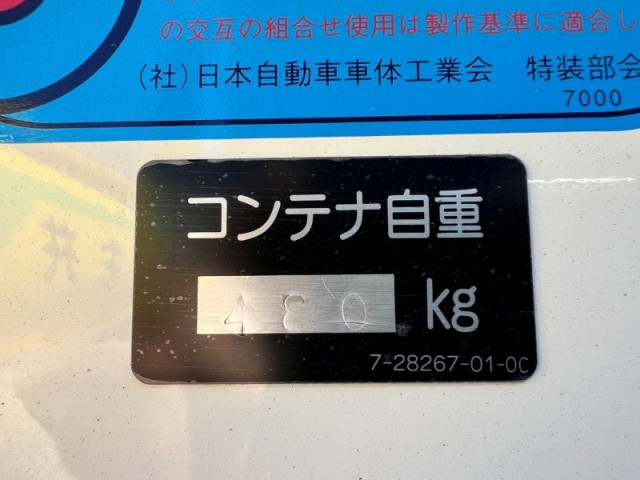 の交互の組合せ使用は製作基準に適合し
(社)日本自動車車体工業会 特装部会
7000
コンテナ自重
480 kg
7-28267-01-0C